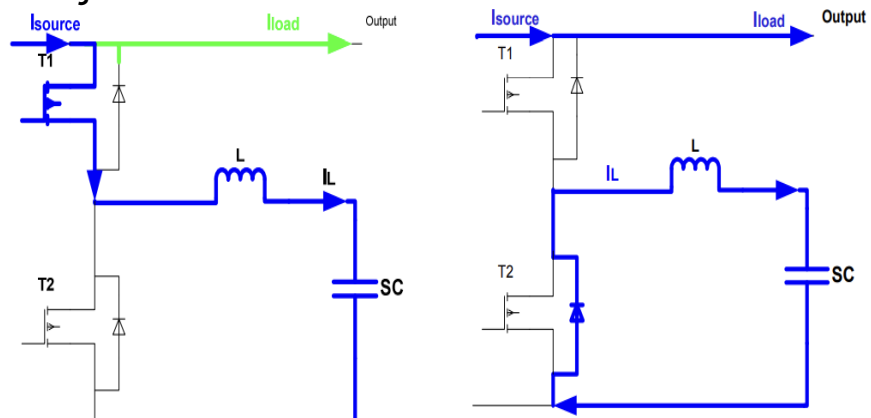 Isource
Iload
Output
T1
L
IL
T2
SC
Isource
Iload
Output
T1
L
IL
T2
SC